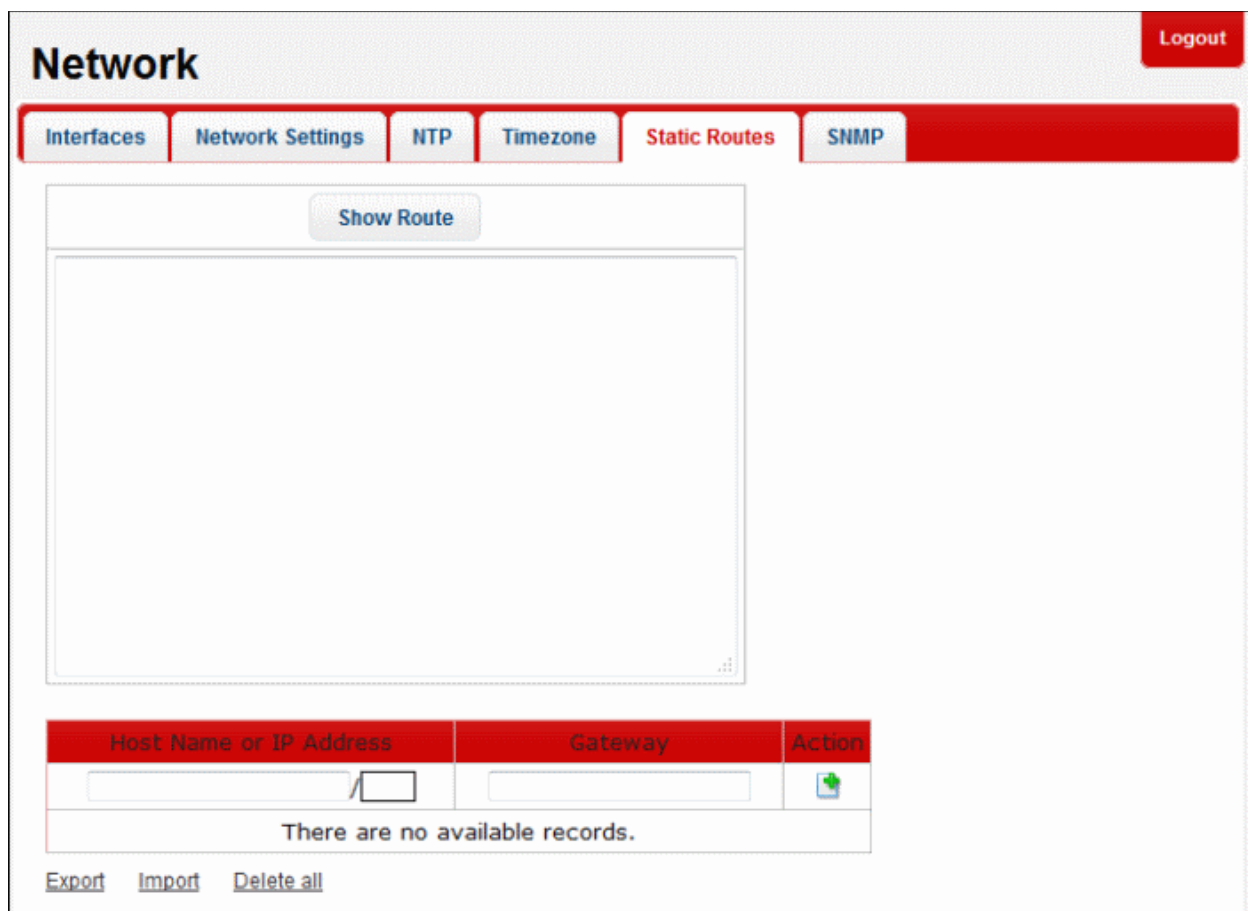 Logout
Network
Interfaces Network Settings NTP Timezone Static Routes SNMP
Show Route
Host Name or IP Address Gateway Action
/
There are no available records.
Export Import Delete all